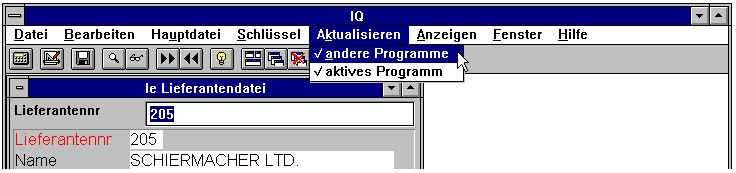 IQ
Datei Bearbeiten Hauptdatei Schlüssel Aktualisieren Anzeigen Fenster Hilfe
√ andere Programme
√ aktives Programm
le Lieferantendatei
Lieferantennr 205
Lieferantennr 205
Name SCHIERMACHER LTD.